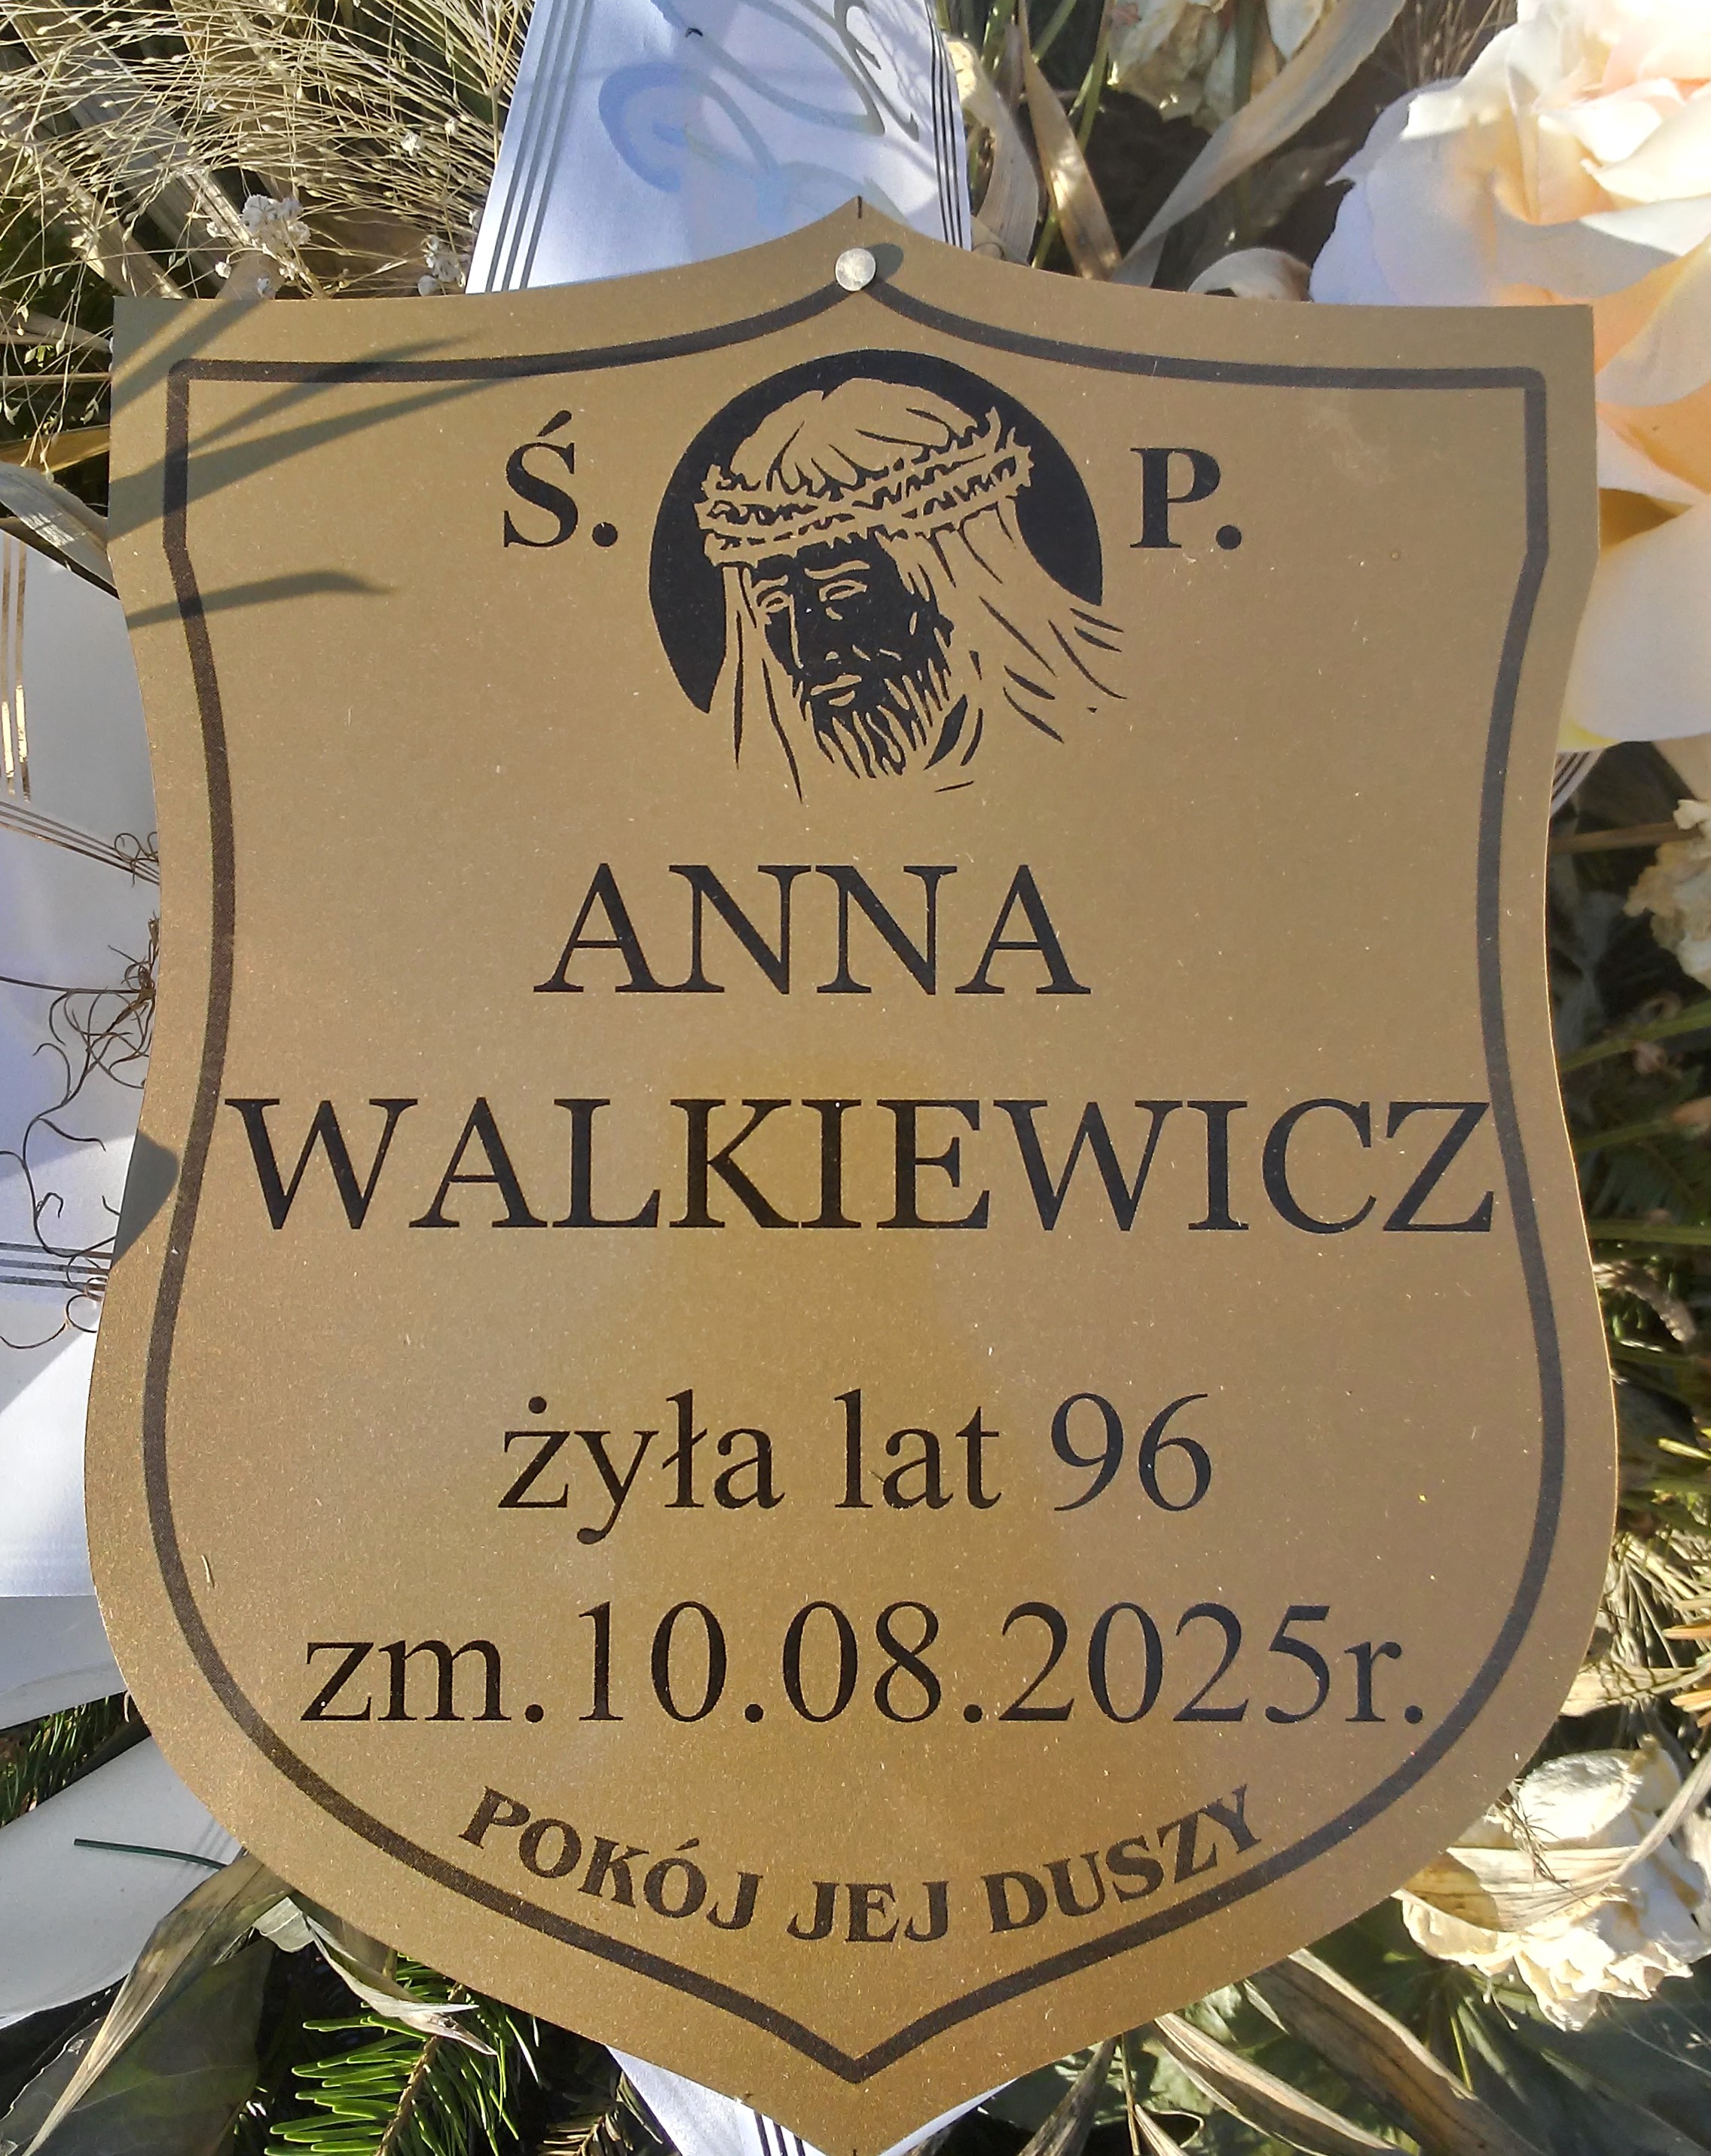 Ś. P.
ANNA
WALKIEWICZ
żyła lat 96
zm.10.08.2025r.
POKÓJ JEJ DUSZY